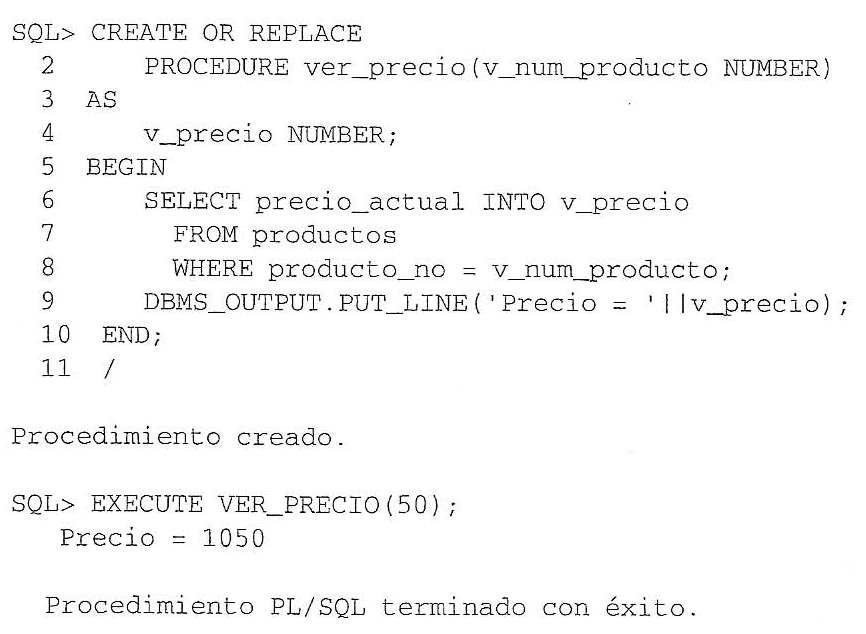 SQL> CREATE OR REPLACE
2 PROCEDURE ver_precio(v_num_producto NUMBER)
3 AS
4 v_precio NUMBER;
5 BEGIN
6 SELECT precio_actual INTO v_precio
7 FROM productos
8 WHERE producto_no = v_num_producto;
9 DBMS_OUTPUT.PUT_LINE('Precio = '||v_precio);
10 END;
11 /
Procedimiento creado.
SQL> EXECUTE VER_PRECIO(50);
Precio = 1050
Procedimiento PL/SQL terminado con éxito.